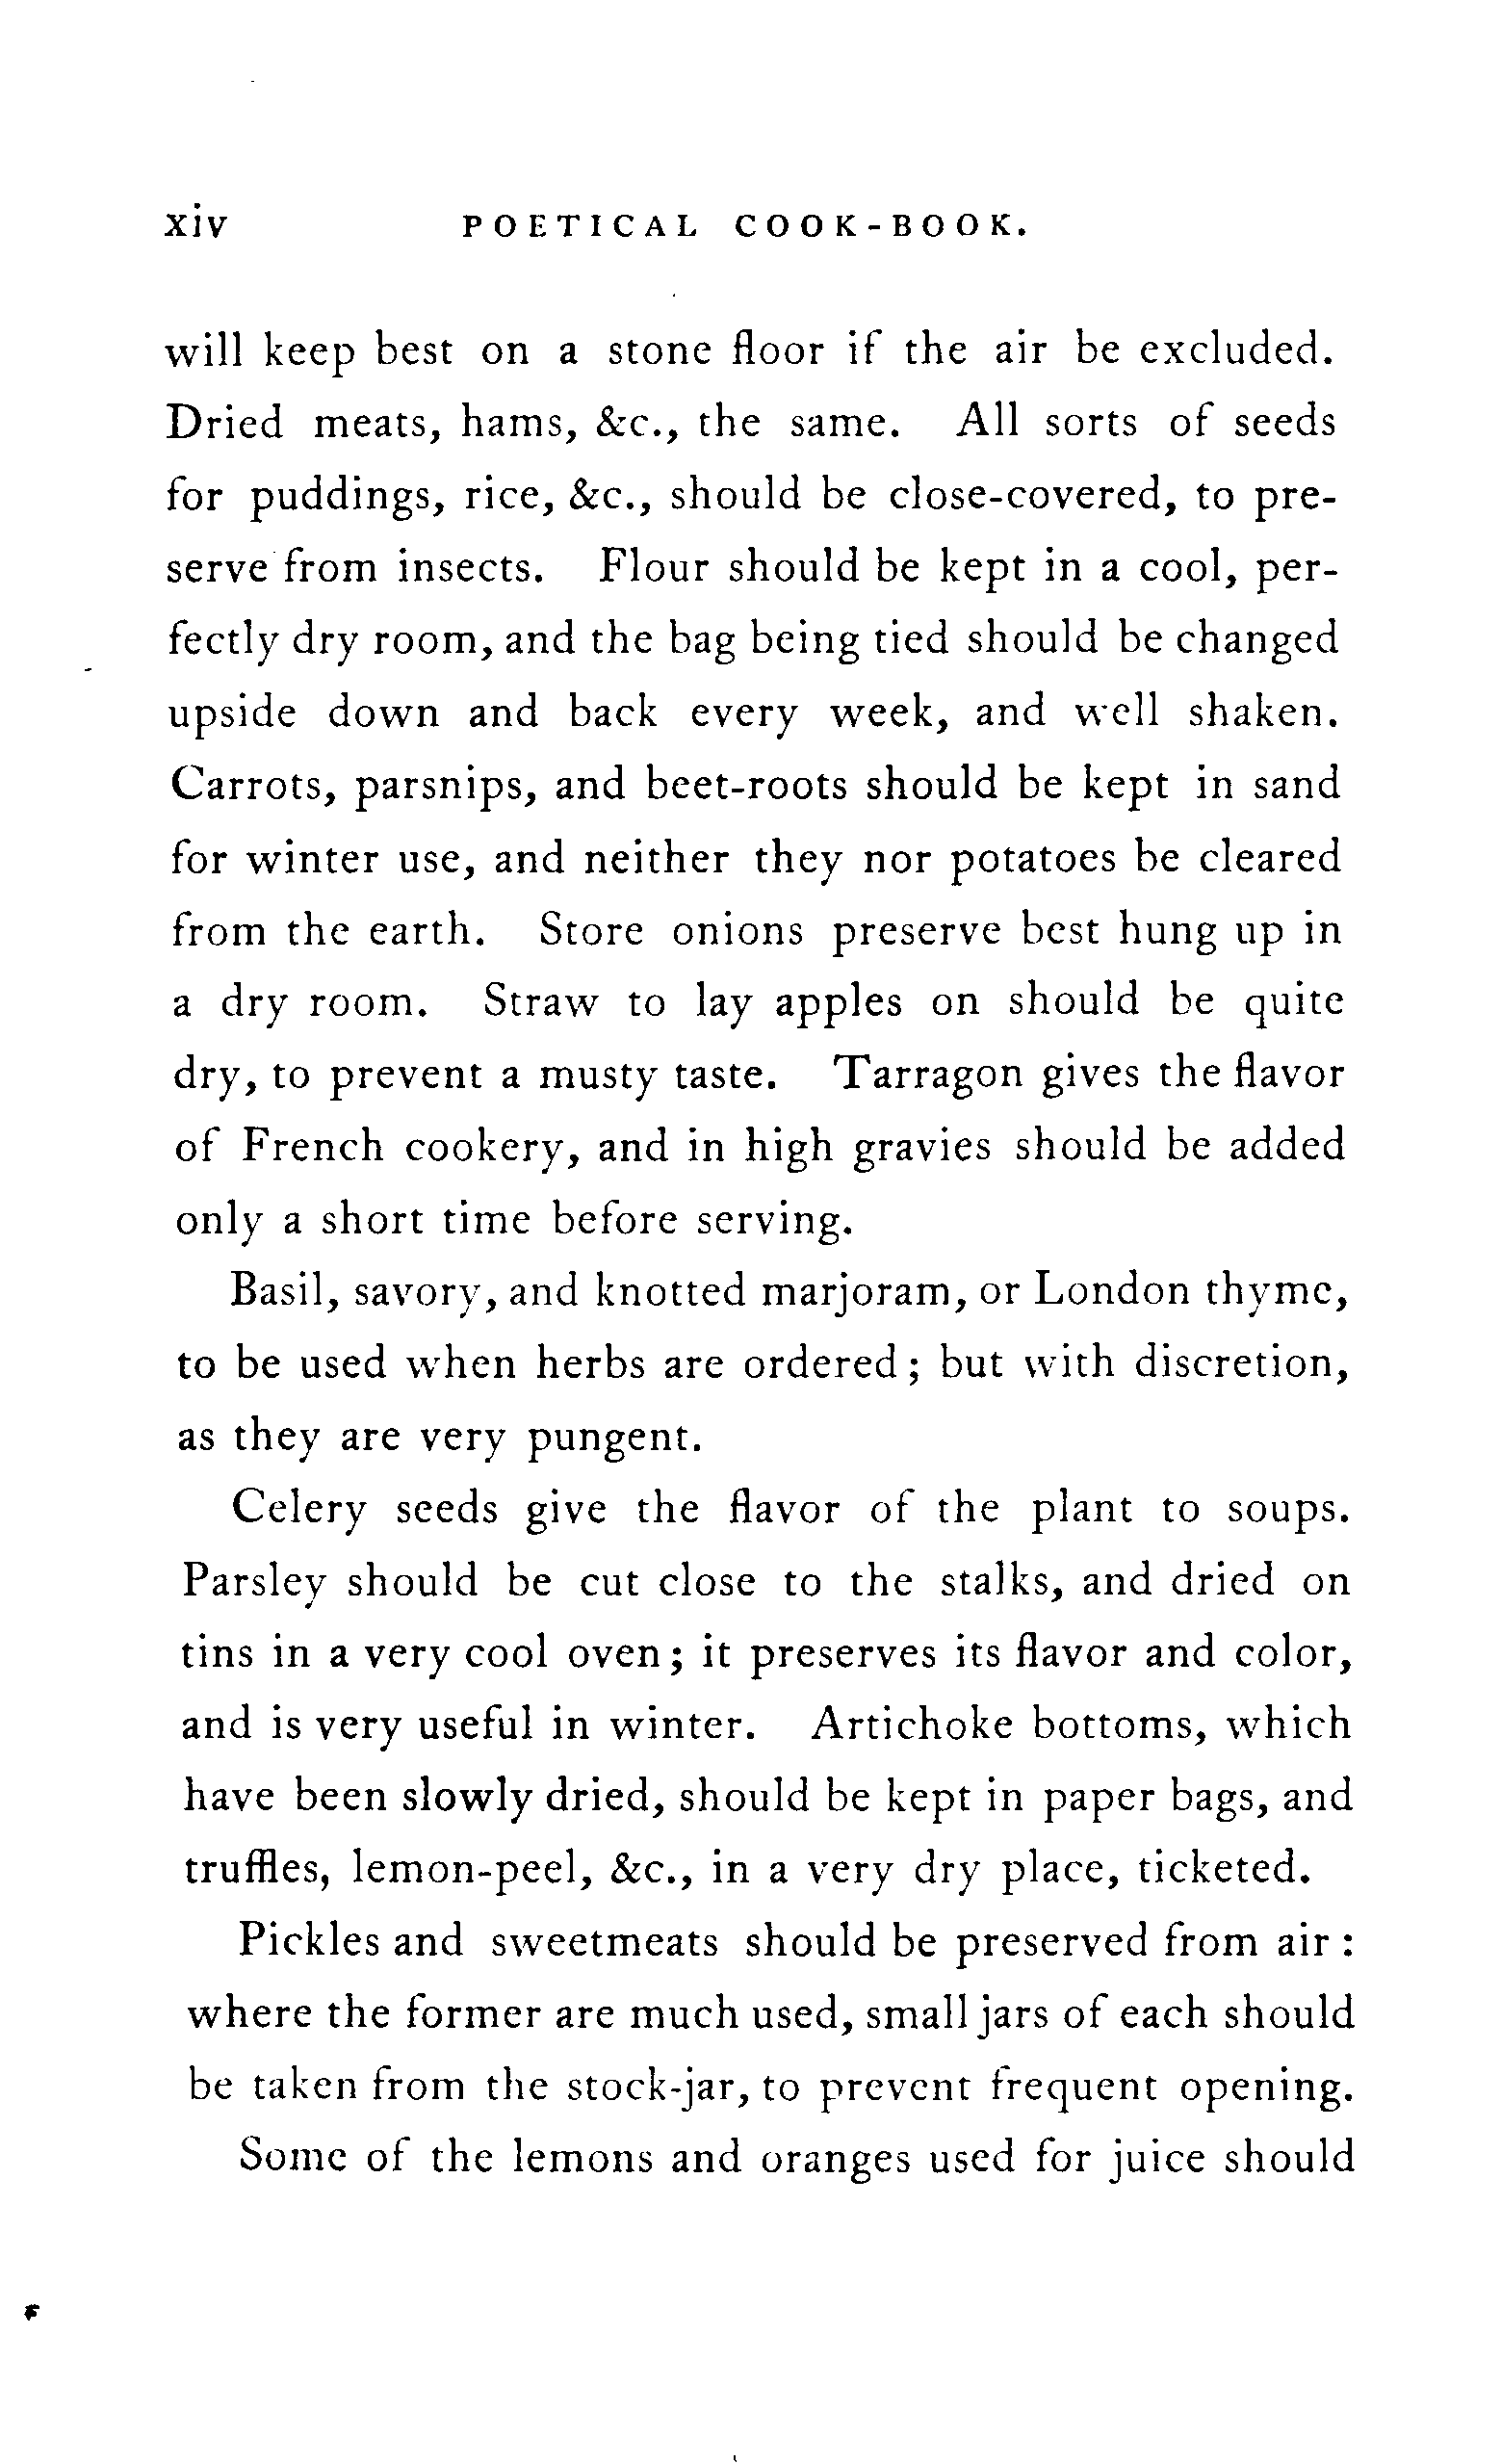 xiv POETICAL COOK-BOOK.
will keep best on a stone floor if the air be excluded.
Dried meats, hams, &c., the same. All sorts of seeds
for puddings, rice, &c., should be close-covered, to pre-
serve from insects. Flour should be kept in a cool, per-
fectly dry room, and the bag being tied should be changed
upside down and back every week, and well shaken.
Carrots, parsnips, and beet-roots should be kept in sand
for winter use, and neither they nor potatoes be cleared
from the earth. Store onions preserve best hung up in
a dry room. Straw to lay apples on should be quite
dry, to prevent a musty taste. Tarragon gives the flavor
of French cookery, and in high gravies should be added
only a short time before serving.
Basil, savory, and knotted marjoram, or London thyme,
to be used when herbs are ordered; but with discretion,
as they are very pungent.
Celery seeds give the flavor of the plant to soups.
Parsley should be cut close to the stalks, and dried on
tins in a very cool oven; it preserves its flavor and color,
and is very useful in winter. Artichoke bottoms, which
have been slowly dried, should be kept in paper bags, and
truffles, lemon-peel, &c., in a very dry place, ticketed.
Pickles and sweetmeats should be preserved from air:
where the former are much used, small jars of each should
be taken from the stock-jar, to prevent frequent opening.
Some of the lemons and oranges used for juice should